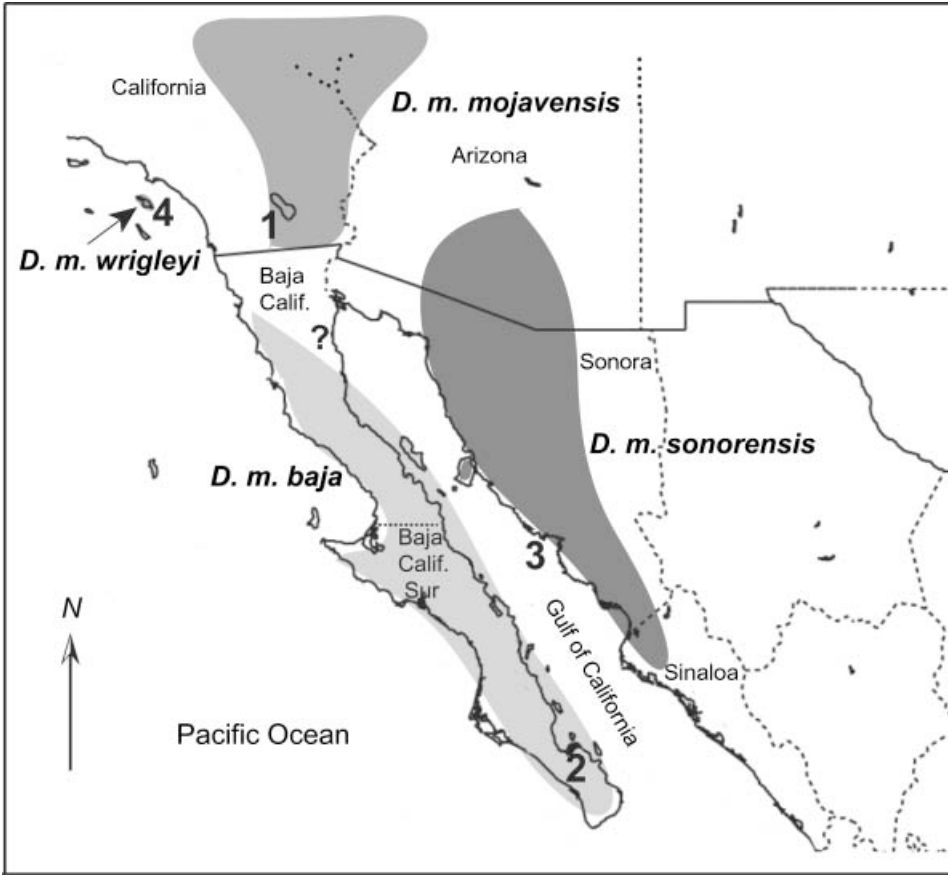 California
D. m. mojavensis
Arizona
4
1
D. m. wrigleyi
Baja
Calif.
?
Sonora
D. m. sonorensis
D. m. baja
Baja
Calif.
Sur
3
N
Gulf of California
Sinaloa
Pacific Ocean
2